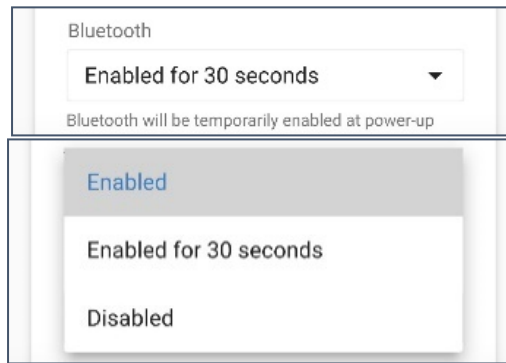 Bluetooth
Enabled for 30 seconds
Bluetooth will be temporarily enabled at power-up
Enabled
Enabled for 30 seconds
Disabled